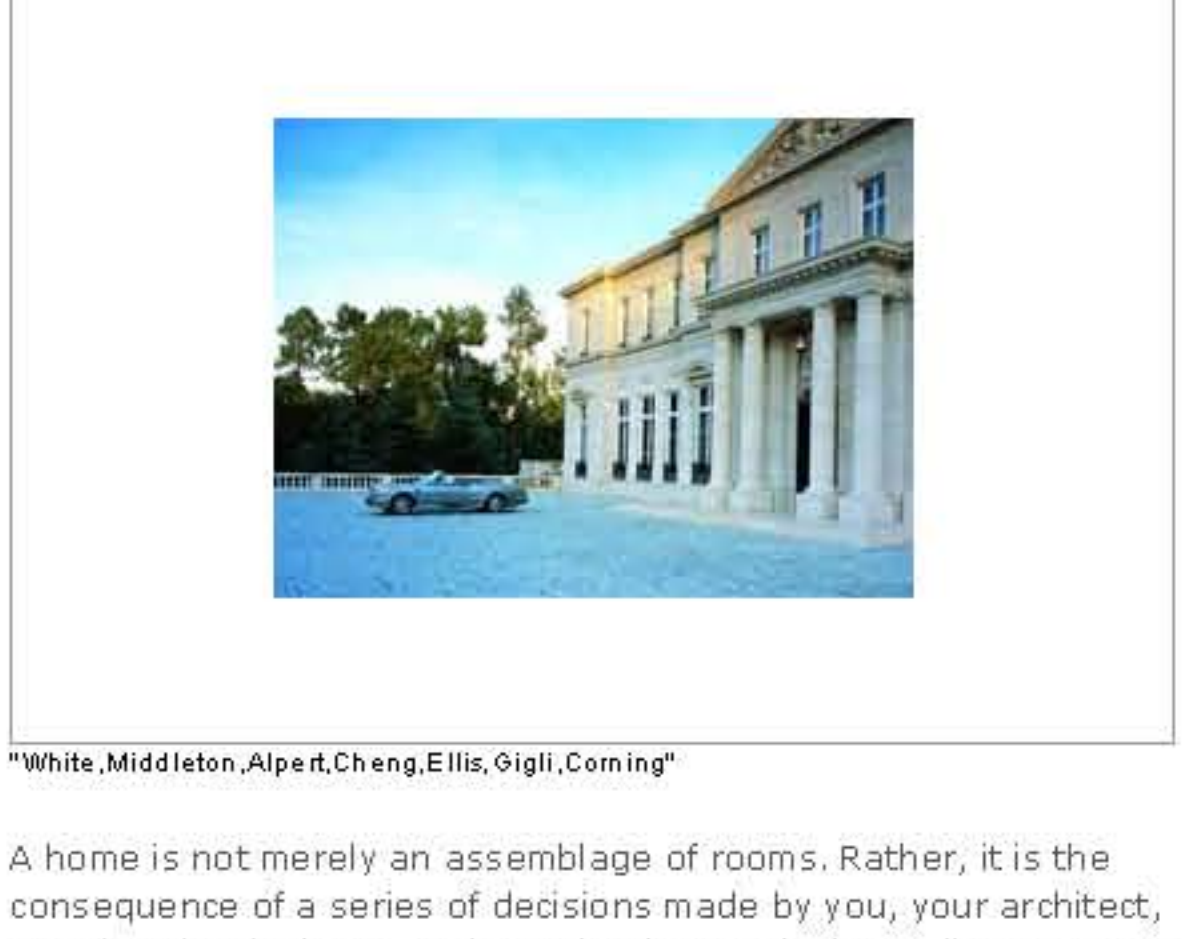 "White,Middleton,Alpert,Cheng,Ellis,Gigli,Corning"
A home is not merely an assemblage of rooms. Rather, it is the
consequence of a series of decisions made by you, your architect,